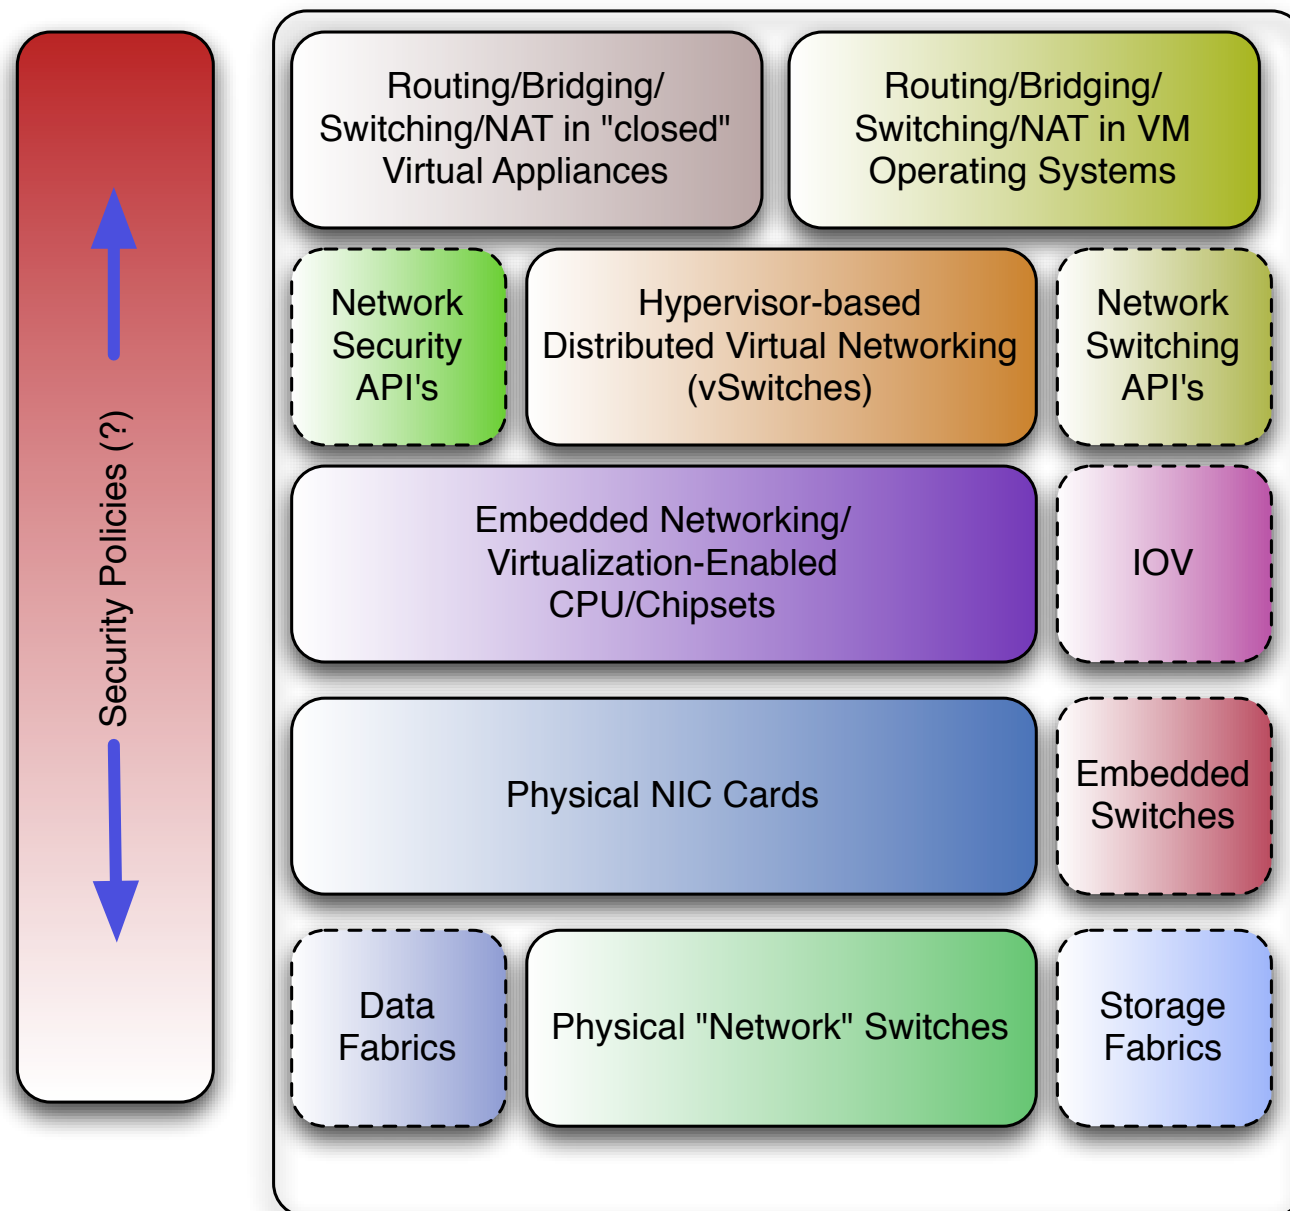 Security Policies (?)
Routing/Bridging/
Switching/NAT in "closed"
Virtual Appliances
Routing/Bridging/
Switching/NAT in VM
Operating Systems
Network
Security
API's
Hypervisor-based
Distributed Virtual Networking
(vSwitches)
Network
Switching
API's
Embedded Networking/
Virtualization-Enabled
CPU/Chipsets
IOV
Physical NIC Cards
Embedded
Switches
Data
Fabrics
Physical "Network" Switches
Storage
Fabrics